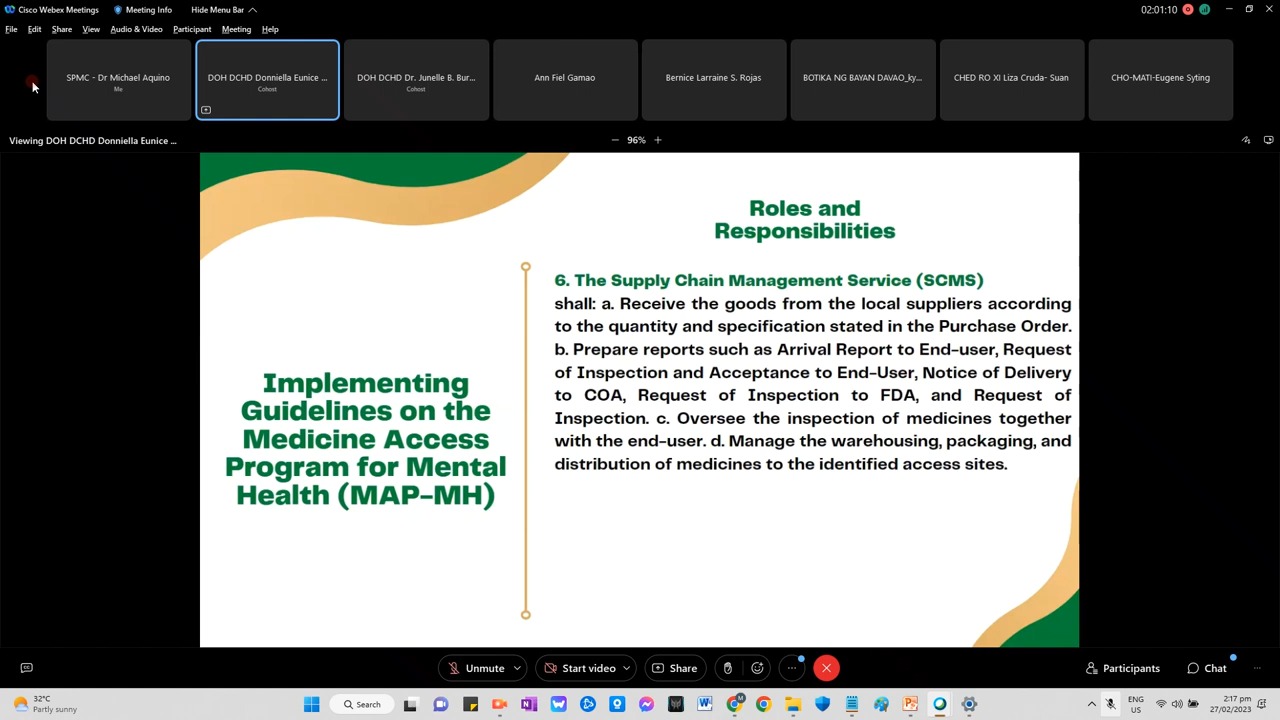 Cisco Webex Meetings
Meeting Info
Hide Menu Bar
02:01:10
File
Edit
Share
View
Audio & Video
Participant
Meeting
Help
SPMC - Dr Michael Aquino
Me
DOH DCHD Donniella Eunice ...
Cohost
DOH DCHD Dr. Junelle B. Bur...
Cohost
Ann Fiel Gamao
Bernice Larraine S. Rojas
BOTIKA NG BAYAN DAVAO_ky...
CHED RO XI Liza Cruda- Suan
CHO-MATI-Eugene Syting
Viewing DOH DCHD Donniella Eunice ...
96%
Implementing
Guidelines on the
Medicine Access
Program for Mental
Health (MAP-MH)
Roles and
Responsibilities
6. The Supply Chain Management Service (SCMS)
shall: a. Receive the goods from the local suppliers according
to the quantity and specification stated in the Purchase Order.
b. Prepare reports such as Arrival Report to End-user, Request
of Inspection and Acceptance to End-User, Notice of Delivery
to COA, Request of Inspection to FDA, and Request of
Inspection. c. Oversee the inspection of medicines together
with the end-user. d. Manage the warehousing, packaging, and
distribution of medicines to the identified access sites.
Unmute
Start video
Share
Participants
Chat
32°C
Partly sunny
Search
ENG
US
2:17 pm
27/02/2023